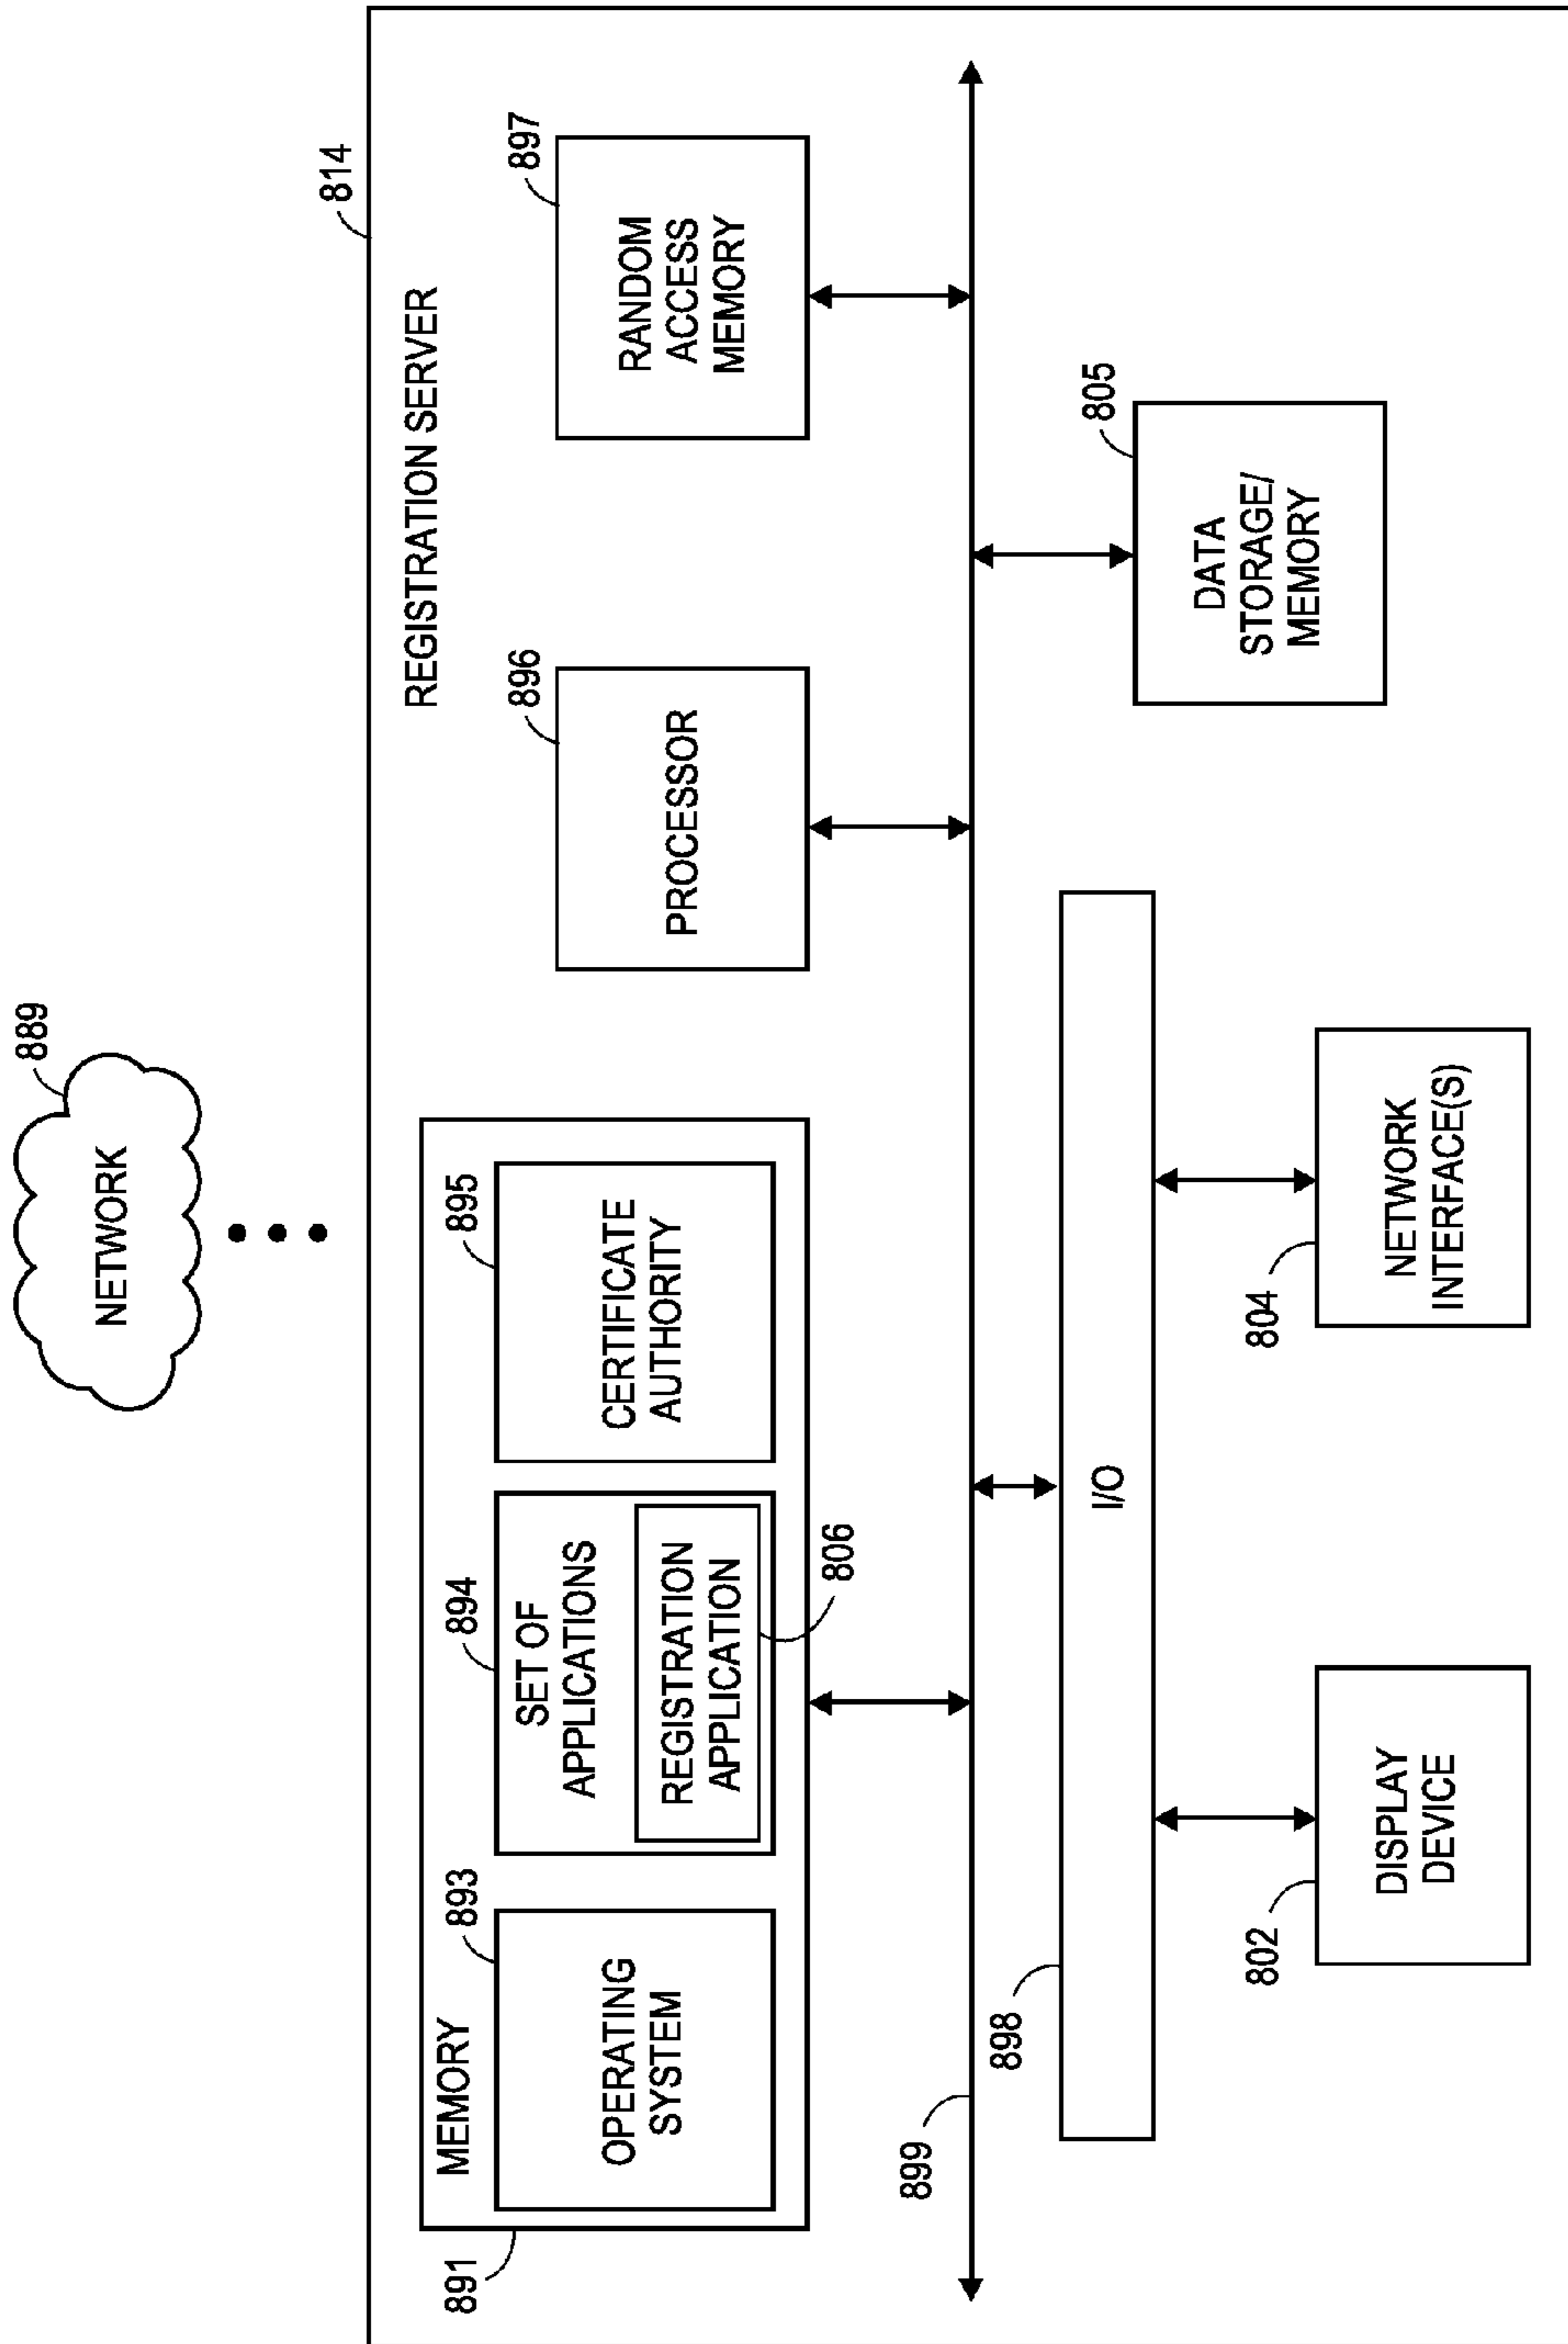 889
NETWORK
814
REGISTRATION SERVER
891
MEMORY
893
OPERATING
SYSTEM
894
SET OF
APPLICATIONS
REGISTRATION
APPLICATION
806
895
CERTIFICATE
AUTHORITY
896
PROCESSOR
897
RANDOM
ACCESS
MEMORY
899
898
I/O
805
DATA
STORAGE/
MEMORY
802
DISPLAY
DEVICE
804
NETWORK
INTERFACE(S)